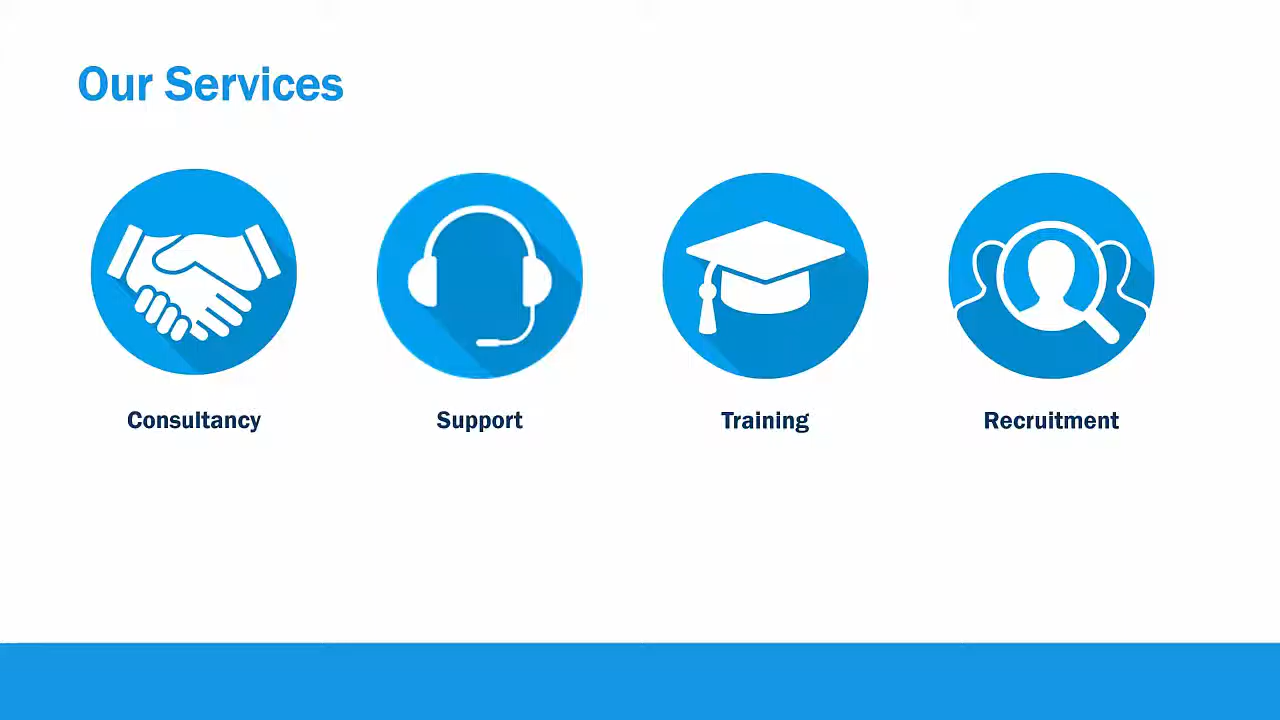 Our Services
Consultancy
Support
Training
Recruitment